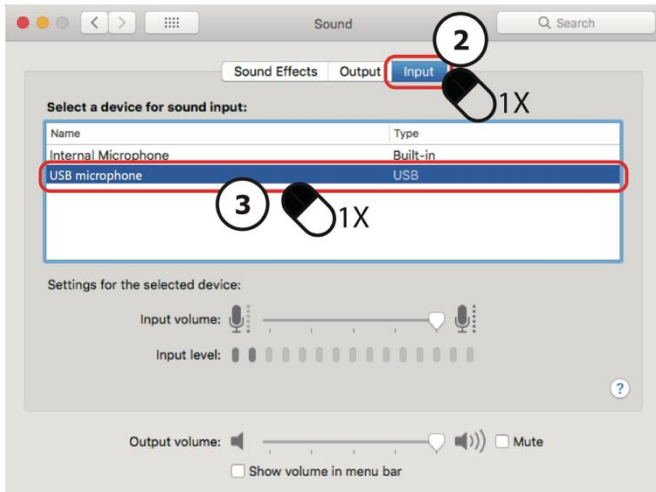 Sound
Search
2
Sound Effects Output Input
1X
Select a device for sound input:
Name Type
Internal Microphone Built-in
USB microphone USB
3
1X
Settings for the selected device:
Input volume:
Input level:
?
Output volume: Mute
Show volume in menu bar